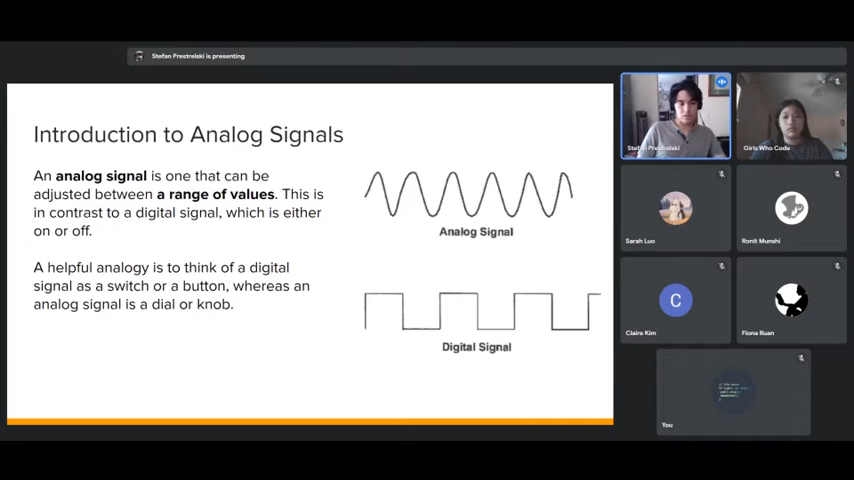 Stefan Prestrelski is presenting
Introduction to Analog Signals
An analog signal is one that can be
adjusted between a range of values. This is
in contrast to a digital signal, which is either
on or off.
A helpful analogy is to think of a digital
signal as a switch or a button, whereas an
analog signal is a dial or knob.
Analog Signal
Digital Signal
Stefan Prestrelski
Girls Who Code
Sarah Luo
Ronit Munshi
C
Claire Kim
Fiona Ruan
You